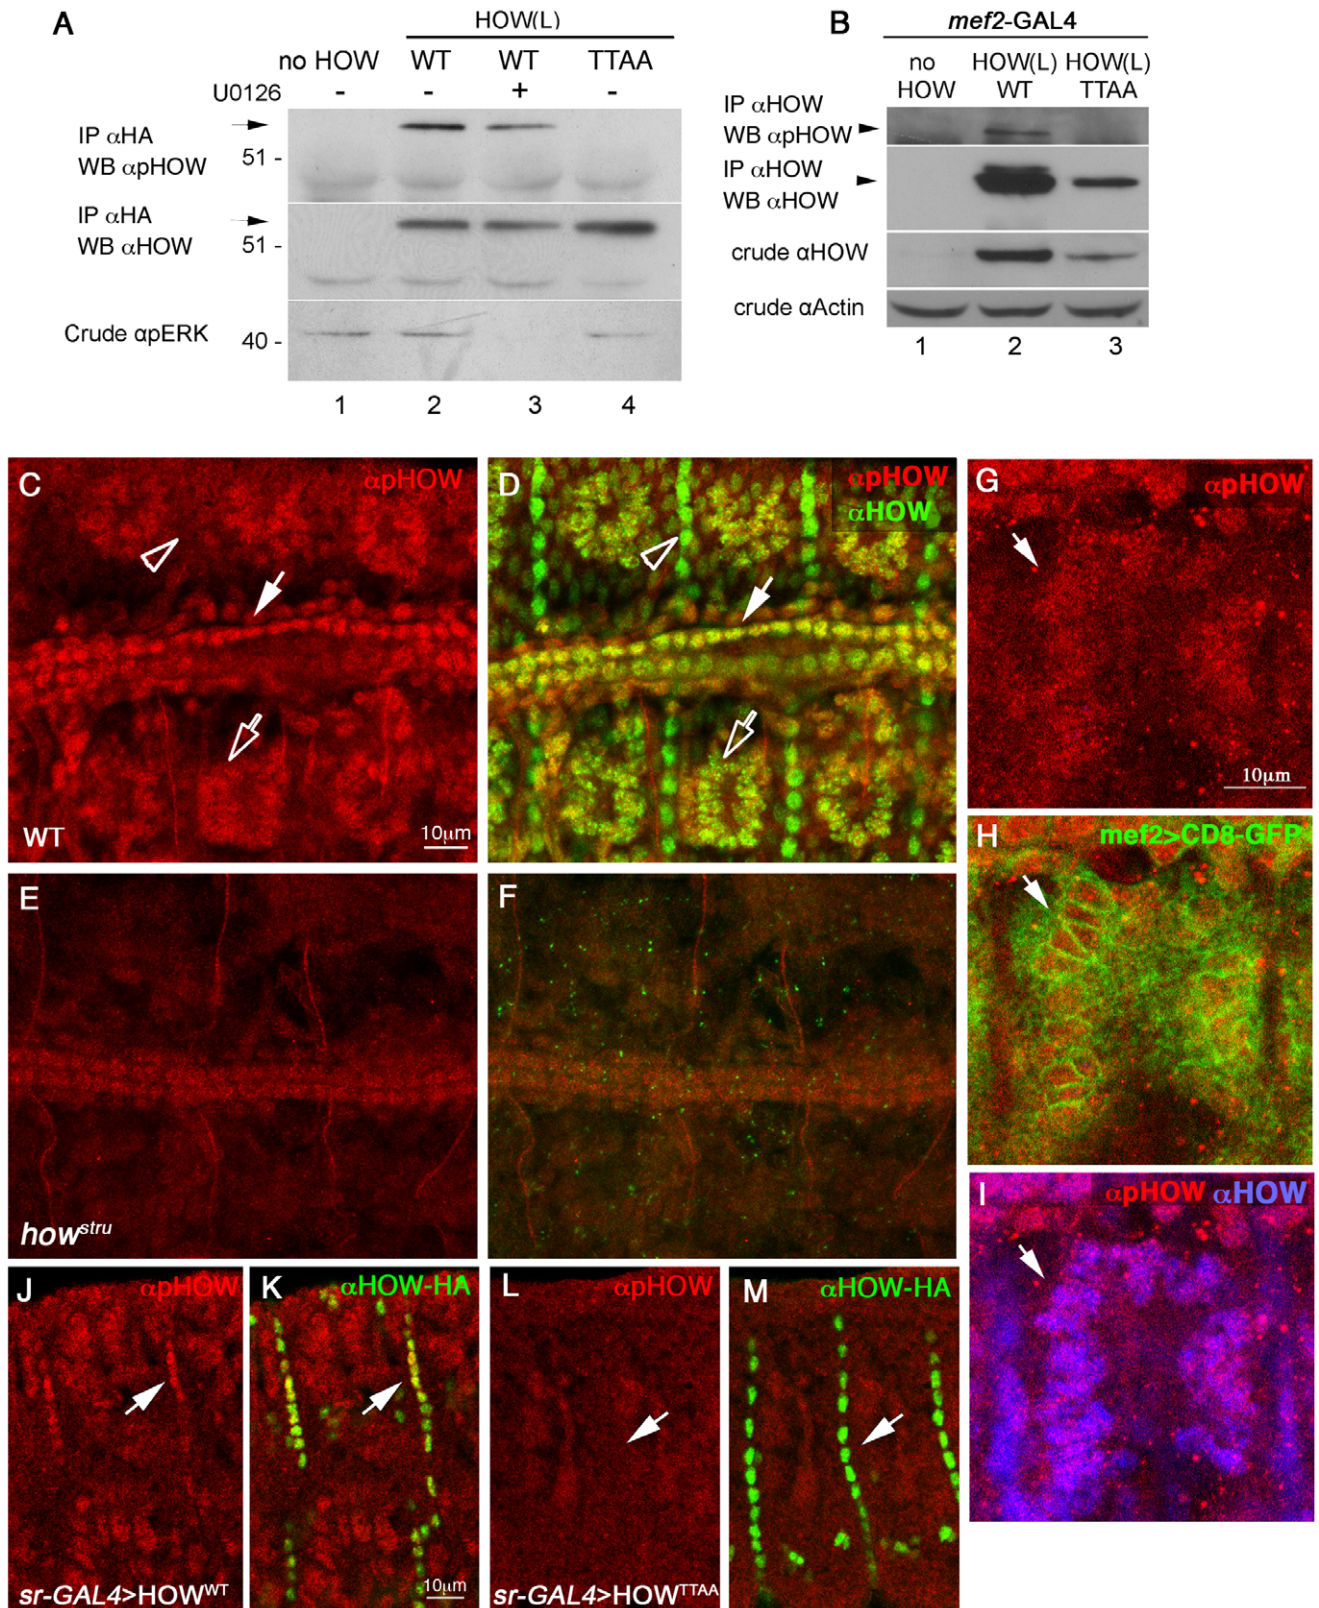 A
HOW(L)
no HOW WT WT TTAA
U0126 - - + -
IP αHA
WB αpHOW
51 -
IP αHA
WB αHOW
51 -
Crude αpERK
40 -
1 2 3 4
B
mef2-GAL4
no HOW
HOW(L) WT
HOW(L) TTAA
IP αHOW
WB αpHOW
IP αHOW
WB αHOW
crude αHOW
crude αActin
1 2 3
C
αpHOW
WT
10μm
D
αpHOW
αHOW
E
how^stru
F
G
αpHOW
10μm
H
mef2>CD8-GFP
I
αpHOW αHOW
J
αpHOW
sr-GAL4>HOW^WT
K
αHOW-HA
10μm
L
αpHOW
sr-GAL4>HOW^TTAA
M
αHOW-HA